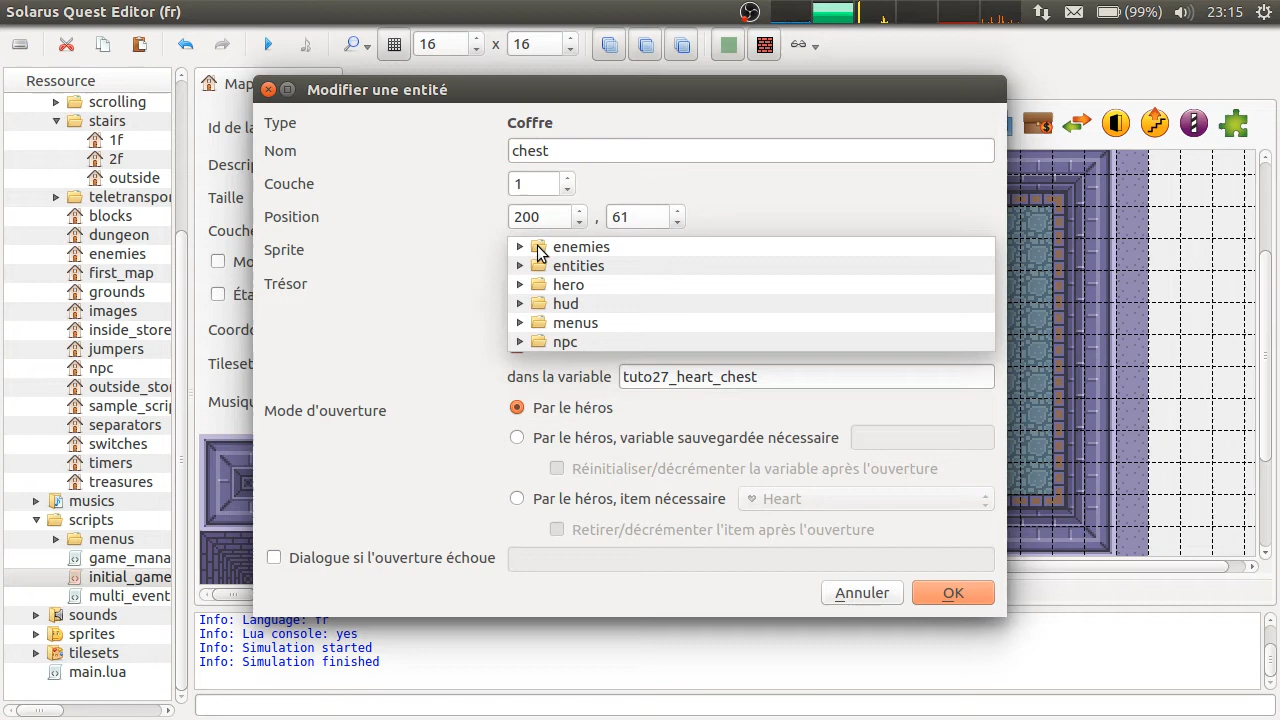 Solarus Quest Editor (fr)
(99%)
23:15
16 x 16
Ressource
scrolling
stairs
1f
2f
outside
teletranspor
blocks
dungeon
enemies
first_map
grounds
images
inside_store
jumpers
npc
outside_sto
sample_scri
separators
switches
timers
treasures
musics
scripts
menus
game_mana
initial_game
multi_event
sounds
sprites
tilesets
main.lua
Map
Id de la
Descrip
Taille
Couche
Mo
Éta
Coordo
Tileset
Musiqu
Modifier une entité
Type Coffre
Nom chest
Couche 1
Position 200 , 61
Sprite
Trésor
enemies
entities
hero
hud
menus
npc
dans la variable tuto27_heart_chest
Mode d'ouverture
Par le héros
Par le héros, variable sauvegardée nécessaire
Réinitialiser/décrémenter la variable après l'ouverture
Par le héros, item nécessaire Heart
Retirer/décrémenter l'item après l'ouverture
Dialogue si l'ouverture échoue
Annuler OK
Info: Language: fr
Info: Lua console: yes
Info: Simulation started
Info: Simulation finished